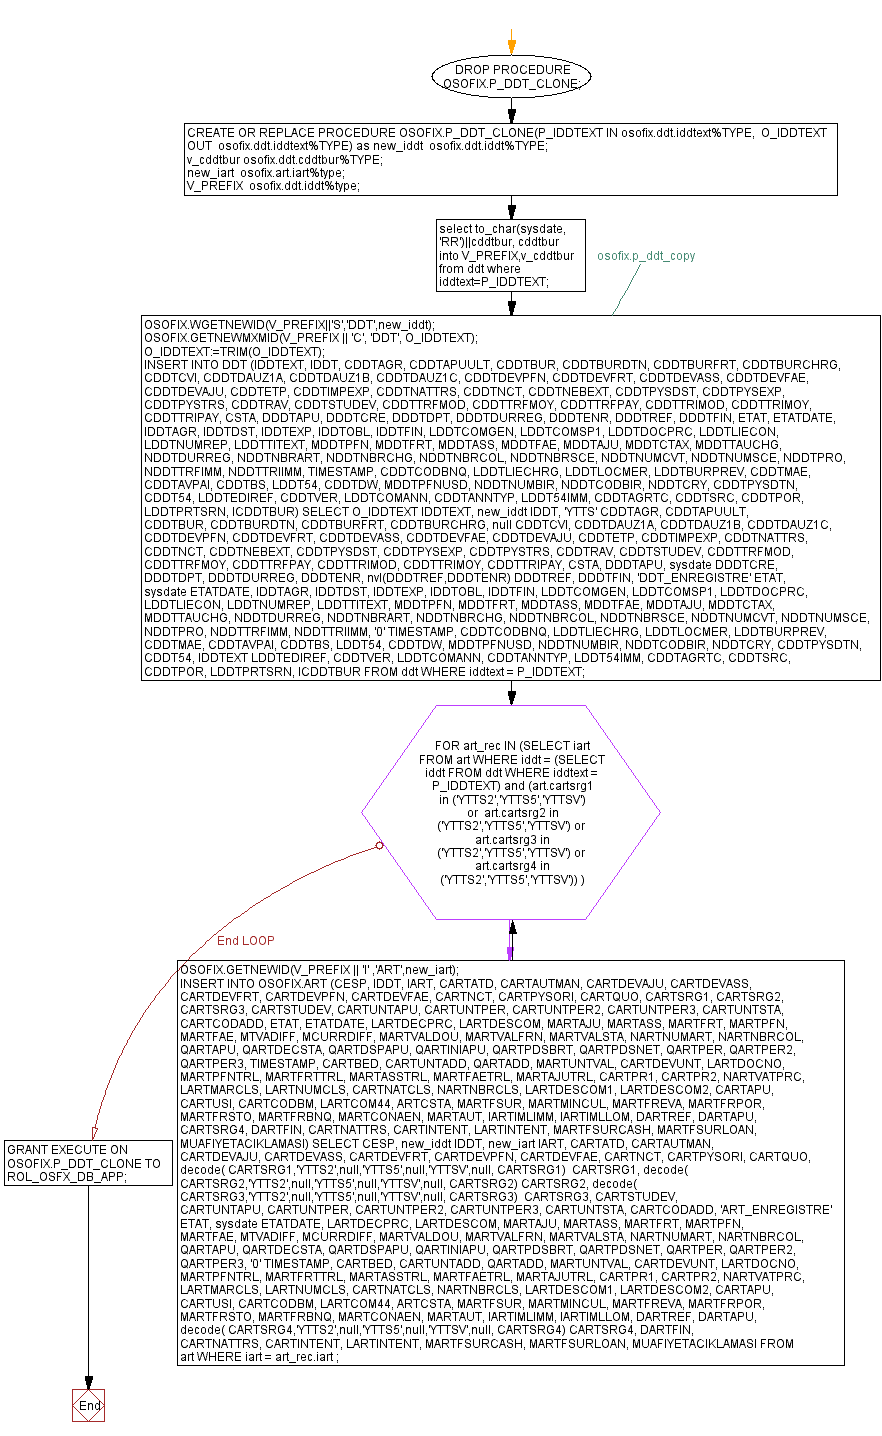 DROP PROCEDURE
OSOFIX.P_DDT_CLONE;
CREATE OR REPLACE PROCEDURE OSOFIX.P_DDT_CLONE(P_IDDTEXT IN osofix.ddt.iddtext%TYPE,  O_IDDTEXT
OUT  osofix.ddt.iddtext%TYPE) as new_iddt  osofix.ddt.iddt%TYPE;
v_cddtbur osofix.ddt.cddtbur%TYPE;
new_iart  osofix.art.iart%type;
V_PREFIX  osofix.ddt.iddt%type;
select to_char(sysdate,
'RR')||cddtbur, cddtbur
into V_PREFIX,v_cddtbur
from ddt where
iddtext=P_IDDTEXT;
osofix.p_ddt_copy
OSOFIX.WGETNEWID(V_PREFIX||'S','DDT',new_iddt);
OSOFIX.GETNEWMXMID(V_PREFIX || 'C', 'DDT', O_IDDTEXT);
O_IDDTEXT:=TRIM(O_IDDTEXT);
INSERT INTO DDT (IDDTEXT, IDDT, CDDTAGR, CDDTAPUULT, CDDTBUR, CDDTBURDTN, CDDTBURFRT, CDDTBURCHRG,
CDDTCVI, CDDTDAUZ1A, CDDTDAUZ1B, CDDTDAUZ1C, CDDTDEVPFN, CDDTDEVFRT, CDDTDEVASS, CDDTDEVFAE,
CDDTDEVAJU, CDDTETP, CDDTIMPEXP, CDDTNATTRS, CDDTNCT, CDDTNEBEXT, CDDTPYSDST, CDDTPYSEXP,
CDDTPYSTRS, CDDTRAV, CDDTSTUDEV, CDDTTRFMOD, CDDTTRFMOY, CDDTTRFPAY, CDDTTRIMOD, CDDTTRIMOY,
CDDTTRIPAY, CSTA, DDDTAPU, DDDTCRE, DDDTDPT, DDDTDURREG, DDDTENR, DDDTREF, DDDTFIN, ETAT, ETATDATE,
IDDTAGR, IDDTDST, IDDTEXP, IDDTOBL, IDDTFIN, LDDTCOMGEN, LDDTCOMSP1, LDDTDOCPRC, LDDTLIECON,
LDDTNUMREP, LDDTTITEXT, MDDTPFN, MDDTFRT, MDDTASS, MDDTFAE, MDDTAJU, MDDTCTAX, MDDTTAUCHG,
NDDTDURREG, NDDTNBRART, NDDTNBRCHG, NDDTNBRCOL, NDDTNBRSCE, NDDTNUMCVT, NDDTNUMSCE, NDDTPRO,
NDDTTRFIMM, NDDTTRIIMM, TIMESTAMP, CDDTCODBNQ, LDDTLIECHRG, LDDTLOCMER, LDDTBURPREV, CDDTMAE,
CDDTAVPAI, CDDTBS, LDDT54, CDDTDW, MDDTPFNUSD, NDDTNUMBIR, NDDTCODBIR, NDDTCRY, CDDTPYSDTN,
CDDT54, LDDTEDIREF, CDDTVER, LDDTCOMANN, CDDTANNTYP, LDDT54IMM, CDDTAGRTC, CDDTSRC, CDDTPOR,
LDDTPRTSRN, ICDDTBUR) SELECT O_IDDTEXT IDDTEXT, new_iddt IDDT, 'YTTS' CDDTAGR, CDDTAPUULT,
CDDTBUR, CDDTBURDTN, CDDTBURFRT, CDDTBURCHRG, null CDDTCVI, CDDTDAUZ1A, CDDTDAUZ1B, CDDTDAUZ1C,
CDDTDEVPFN, CDDTDEVFRT, CDDTDEVASS, CDDTDEVFAE, CDDTDEVAJU, CDDTETP, CDDTIMPEXP, CDDTNATTRS,
CDDTNCT, CDDTNEBEXT, CDDTPYSDST, CDDTPYSEXP, CDDTPYSTRS, CDDTRAV, CDDTSTUDEV, CDDTTRFMOD,
CDDTTRFMOY, CDDTTRFPAY, CDDTTRIMOD, CDDTTRIMOY, CDDTTRIPAY, CSTA, DDDTAPU, sysdate DDDTCRE,
DDDTDPT, DDDTDURREG, DDDTENR, nvl(DDDTREF,DDDTENR) DDDTREF, DDDTFIN, 'DDT_ENREGISTRE' ETAT,
sysdate ETATDATE, IDDTAGR, IDDTDST, IDDTEXP, IDDTOBL, IDDTFIN, LDDTCOMGEN, LDDTCOMSP1, LDDTDOCPRC,
LDDTLIECON, LDDTNUMREP, LDDTTITEXT, MDDTPFN, MDDTFRT, MDDTASS, MDDTFAE, MDDTAJU, MDDTCTAX,
MDDTTAUCHG, NDDTDURREG, NDDTNBRART, NDDTNBRCHG, NDDTNBRCOL, NDDTNBRSCE, NDDTNUMCVT, NDDTNUMSCE,
NDDTPRO, NDDTTRFIMM, NDDTTRIIMM, '0' TIMESTAMP, CDDTCODBNQ, LDDTLIECHRG, LDDTLOCMER, LDDTBURPREV,
CDDTMAE, CDDTAVPAI, CDDTBS, LDDT54, CDDTDW, MDDTPFNUSD, NDDTNUMBIR, NDDTCODBIR, NDDTCRY, CDDTPYSDTN,
CDDT54, IDDTEXT LDDTEDIREF, CDDTVER, LDDTCOMANN, CDDTANNTYP, LDDT54IMM, CDDTAGRTC, CDDTSRC,
CDDTPOR, LDDTPRTSRN, ICDDTBUR FROM ddt WHERE iddtext = P_IDDTEXT;
FOR art_rec IN (SELECT iart
FROM art WHERE iddt = (SELECT
iddt FROM ddt WHERE iddtext =
P_IDDTEXT) and (art.cartsrg1
in ('YTTS2','YTTS5','YTTSV')
or  art.cartsrg2 in
('YTTS2','YTTS5','YTTSV') or
art.cartsrg3 in
('YTTS2','YTTS5','YTTSV') or
art.cartsrg4 in
('YTTS2','YTTS5','YTTSV')) )
End LOOP
OSOFIX.GETNEWID(V_PREFIX || 'I' ,'ART',new_iart);
INSERT INTO OSOFIX.ART (CESP, IDDT, IART, CARTATD, CARTAUTMAN, CARTDEVAJU, CARTDEVASS,
CARTDEVFRT, CARTDEVPFN, CARTDEVFAE, CARTNCT, CARTPYSORI, CARTQUO, CARTSRG1, CARTSRG2,
CARTSRG3, CARTSTUDEV, CARTUNTAPU, CARTUNTPER, CARTUNTPER2, CARTUNTPER3, CARTUNTSTA,
CARTCODADD, ETAT, ETATDATE, LARTDECPRC, LARTDESCOM, MARTAJU, MARTASS, MARTFRT, MARTPFN,
MARTFAE, MTVADIFF, MCURRDIFF, MARTVALDOU, MARTVALFRN, MARTVALSTA, NARTNUMART, NARTNBRCOL,
QARTAPU, QARTDECSTA, QARTDSPAPU, QARTINIAPU, QARTPDSBRT, QARTPDSNET, QARTPER, QARTPER2,
QARTPER3, TIMESTAMP, CARTBED, CARTUNTADD, QARTADD, MARTUNTVAL, CARTDEVUNT, LARTDOCNO,
MARTPFNTRL, MARTFRTTRL, MARTASSTRL, MARTFAETRL, MARTAJUTRL, CARTPR1, CARTPR2, NARTVATPRC,
LARTMARCLS, LARTNUMCLS, CARTNATCLS, NARTNBRCLS, LARTDESCOM1, LARTDESCOM2, CARTAPU,
CARTUSI, CARTCODBM, LARTCOM44, ARTCSTA, MARTFSUR, MARTMINCUL, MARTFREVA, MARTFRPOR,
MARTFRSTO, MARTFRBNQ, MARTCONAEN, MARTAUT, IARTIMLIMM, IARTIMLLOM, DARTREF, DARTAPU,
CARTSRG4, DARTFIN, CARTNATTRS, CARTINTENT, LARTINTENT, MARTFSURCASH, MARTFSURLOAN,
MUAFIYETACIKLAMASI) SELECT CESP, new_iddt IDDT, new_iart IART, CARTATD, CARTAUTMAN,
CARTDEVAJU, CARTDEVASS, CARTDEVFRT, CARTDEVPFN, CARTDEVFAE, CARTNCT, CARTPYSORI, CARTQUO,
decode( CARTSRG1,'YTTS2',null,'YTTS5',null,'YTTSV',null, CARTSRG1)  CARTSRG1, decode(
CARTSRG2,'YTTS2',null,'YTTS5',null,'YTTSV',null, CARTSRG2) CARTSRG2, decode(
CARTSRG3,'YTTS2',null,'YTTS5',null,'YTTSV',null, CARTSRG3)  CARTSRG3, CARTSTUDEV,
CARTUNTAPU, CARTUNTPER, CARTUNTPER2, CARTUNTPER3, CARTUNTSTA, CARTCODADD, 'ART_ENREGISTRE'
ETAT, sysdate ETATDATE, LARTDECPRC, LARTDESCOM, MARTAJU, MARTASS, MARTFRT, MARTPFN,
MARTFAE, MTVADIFF, MCURRDIFF, MARTVALDOU, MARTVALFRN, MARTVALSTA, NARTNUMART, NARTNBRCOL,
QARTAPU, QARTDECSTA, QARTDSPAPU, QARTINIAPU, QARTPDSBRT, QARTPDSNET, QARTPER, QARTPER2,
QARTPER3, '0' TIMESTAMP, CARTBED, CARTUNTADD, QARTADD, MARTUNTVAL, CARTDEVUNT, LARTDOCNO,
MARTPFNTRL, MARTFRTTRL, MARTASSTRL, MARTFAETRL, MARTAJUTRL, CARTPR1, CARTPR2, NARTVATPRC,
LARTMARCLS, LARTNUMCLS, CARTNATCLS, NARTNBRCLS, LARTDESCOM1, LARTDESCOM2, CARTAPU,
CARTUSI, CARTCODBM, LARTCOM44, ARTCSTA, MARTFSUR, MARTMINCUL, MARTFREVA, MARTFRPOR,
MARTFRSTO, MARTFRBNQ, MARTCONAEN, MARTAUT, IARTIMLIMM, IARTIMLLOM, DARTREF, DARTAPU,
decode( CARTSRG4,'YTTS2',null,'YTTS5',null,'YTTSV',null, CARTSRG4) CARTSRG4, DARTFIN,
CARTNATTRS, CARTINTENT, LARTINTENT, MARTFSURCASH, MARTFSURLOAN, MUAFIYETACIKLAMASI FROM
art WHERE iart = art_rec.iart ;
GRANT EXECUTE ON
OSOFIX.P_DDT_CLONE TO
ROL_OSFX_DB_APP;
End